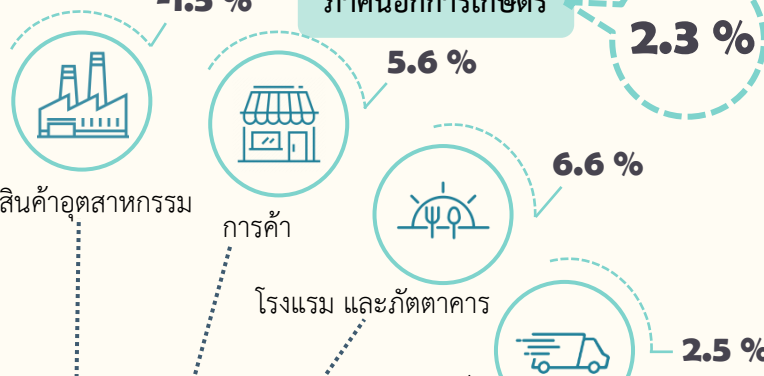 -1.5 %
ภาคนอกการเกษตร
2.3 %
5.6 %
6.6 %
สินค้าอุตสาหกรรม
การค้า
โรงแรม และภัตตาคาร
2.5 %